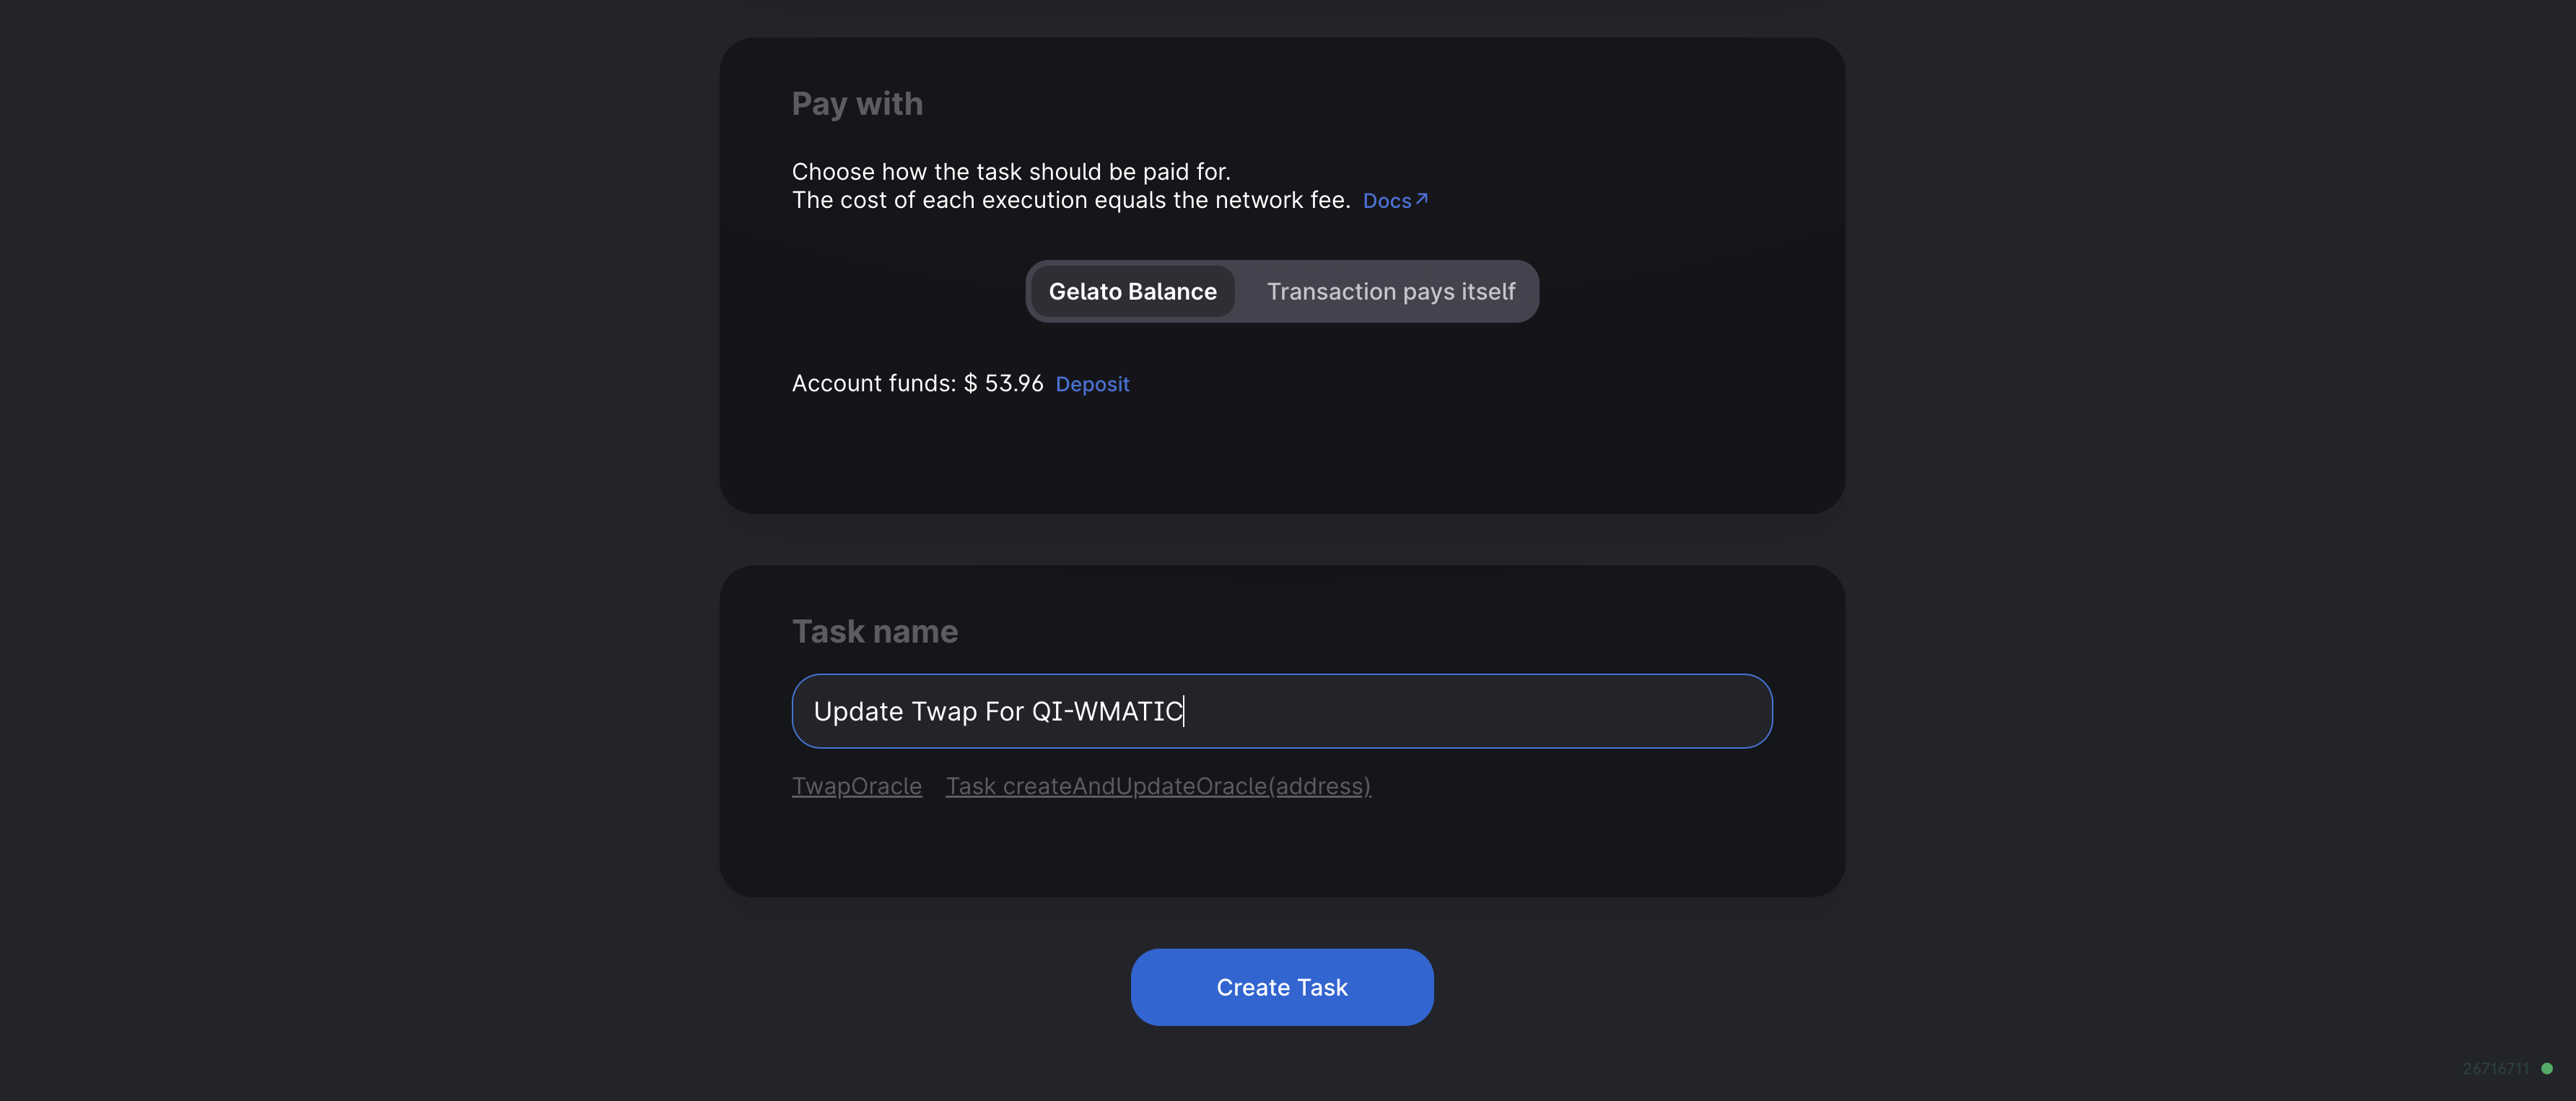 Pay with
Choose how the task should be paid for.
The cost of each execution equals the network fee. Docs↗
Gelato Balance Transaction pays itself
Account funds: $ 53.96 Deposit
Task name
Update Twap For QI-WMATIC
TwapOracle Task createAndUpdateOracle(address)
Create Task
26716711